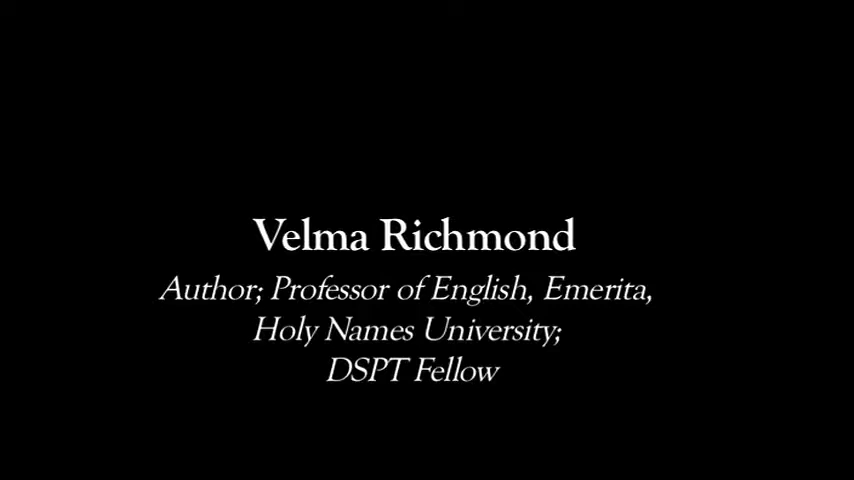 Velma Richmond
Author; Professor of English, Emerita,
Holy Names University;
DSPT Fellow